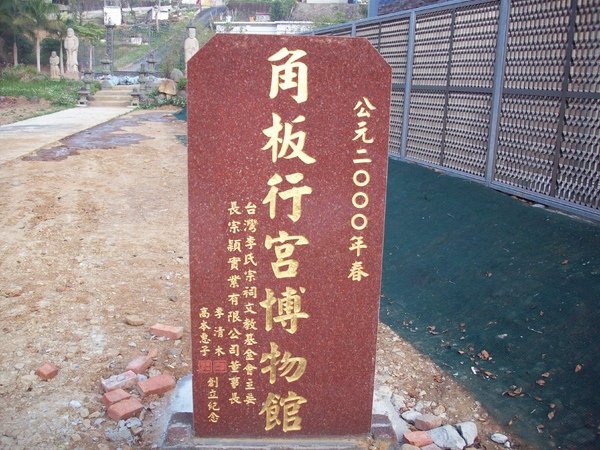 公元二〇〇〇年春
角板行宮博物館
台灣李氏宗祠文教基金會主委
長宗穎實業有限公司董事長
李清木
高本惠子
創立紀念